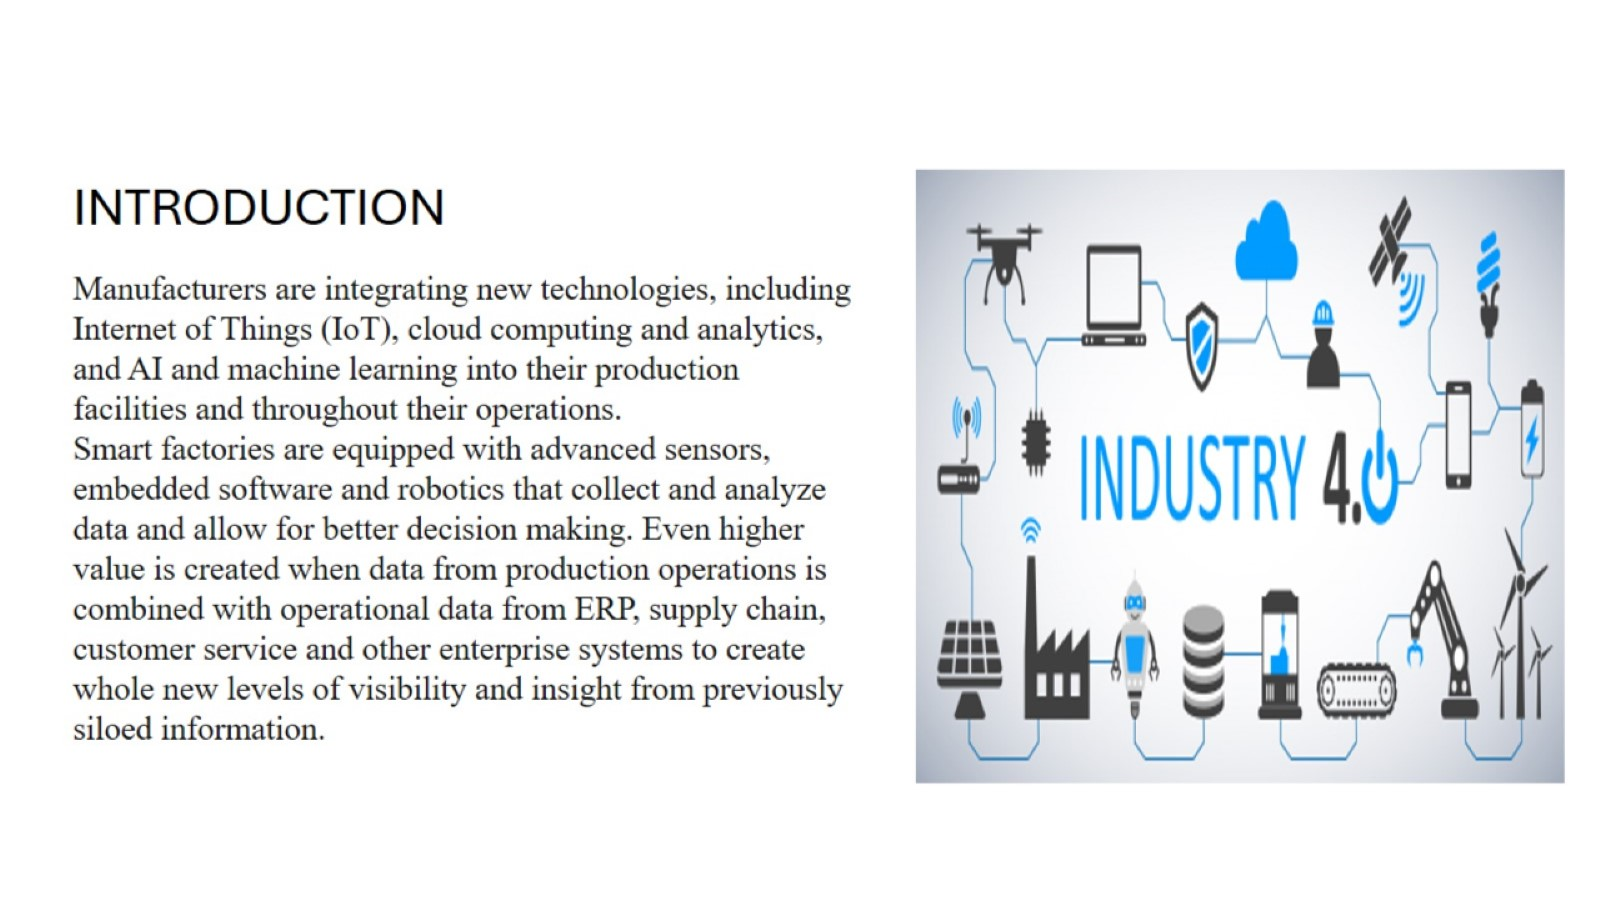 INTRODUCTION
Manufacturers are integrating new technologies, including
Internet of Things (IoT), cloud computing and analytics,
and AI and machine learning into their production
facilities and throughout their operations.
Smart factories are equipped with advanced sensors,
embedded software and robotics that collect and analyze
data and allow for better decision making. Even higher
value is created when data from production operations is
combined with operational data from ERP, supply chain,
customer service and other enterprise systems to create
whole new levels of visibility and insight from previously
siloed information.
INDUSTRY 4.0